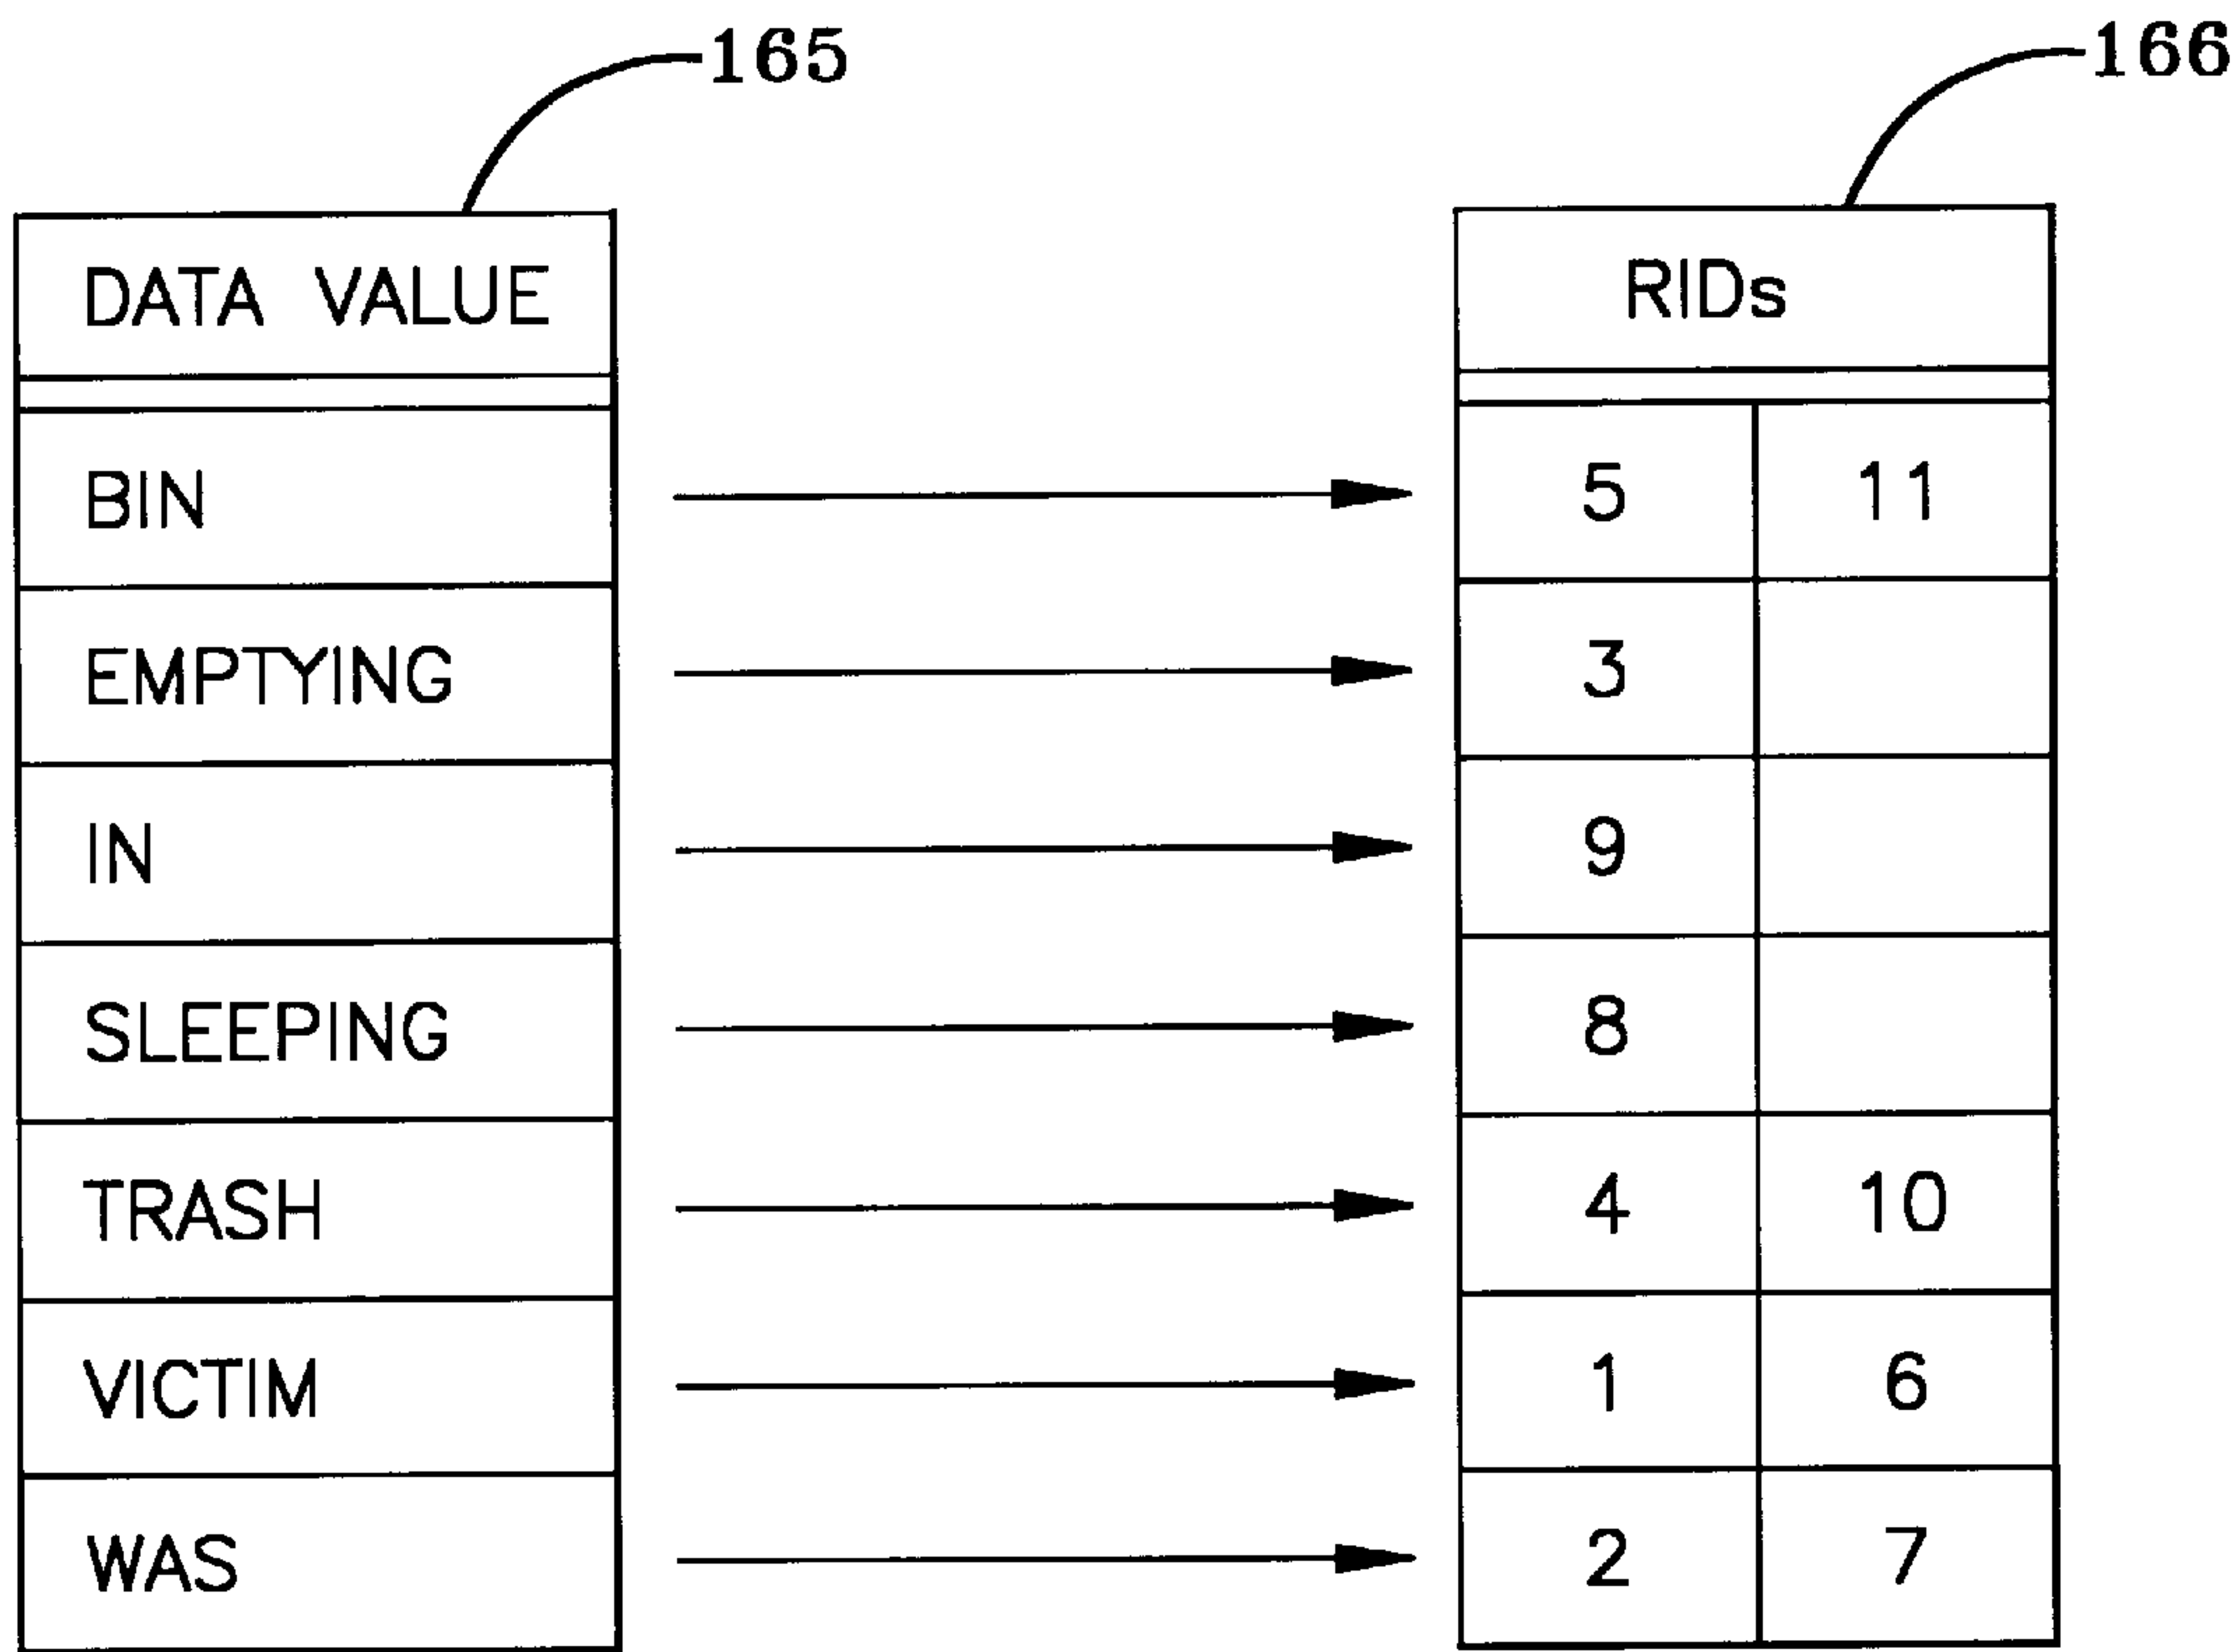 165 166
DATA VALUE RIDs
BIN 5 11
EMPTYING 3
IN 9
SLEEPING 8
TRASH 4 10
VICTIM 1 6
WAS 2 7